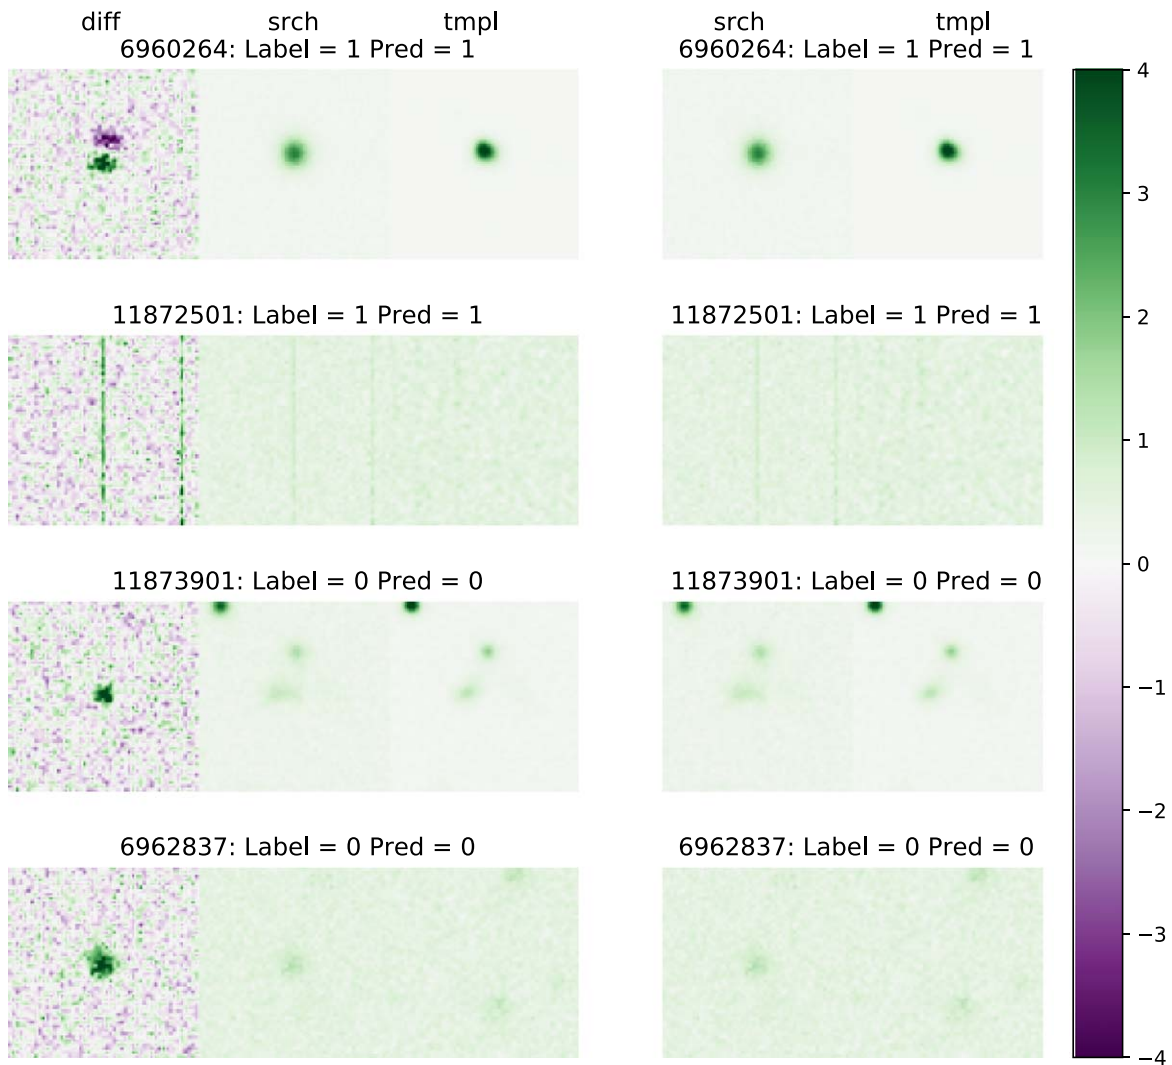 diff srch tmpl srch tmpl
6960264: Label = 1 Pred = 1 6960264: Label = 1 Pred = 1
11872501: Label = 1 Pred = 1 11872501: Label = 1 Pred = 1
11873901: Label = 0 Pred = 0 11873901: Label = 0 Pred = 0
6962837: Label = 0 Pred = 0 6962837: Label = 0 Pred = 0
4
3
2
1
0
−1
−2
−3
−4